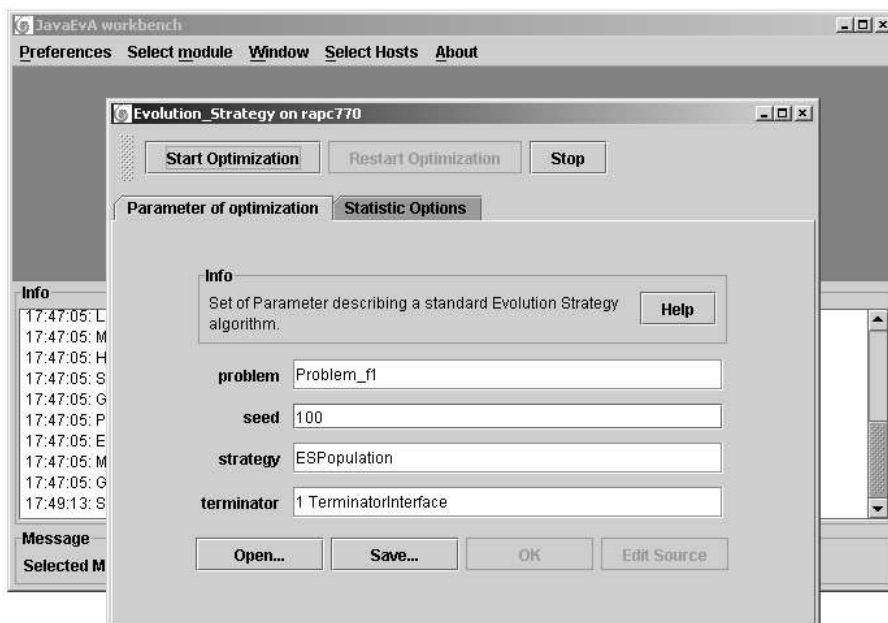 JavaEvA workbench
Preferences Select module Window Select Hosts About
Evolution_Strategy on rapc770
Start Optimization Restart Optimization Stop
Parameter of optimization Statistic Options
Info
Set of Parameter describing a standard Evolution Strategy
algorithm.
Help
problem Problem_f1
seed 100
strategy ESPopulation
terminator 1 TerminatorInterface
Open... Save... OK Edit Source
Info
17:47:05: L
17:47:05: M
17:47:05: H
17:47:05: S
17:47:05: G
17:47:05: P
17:47:05: E
17:47:05: M
17:47:05: G
17:49:13: S
Message
Selected M